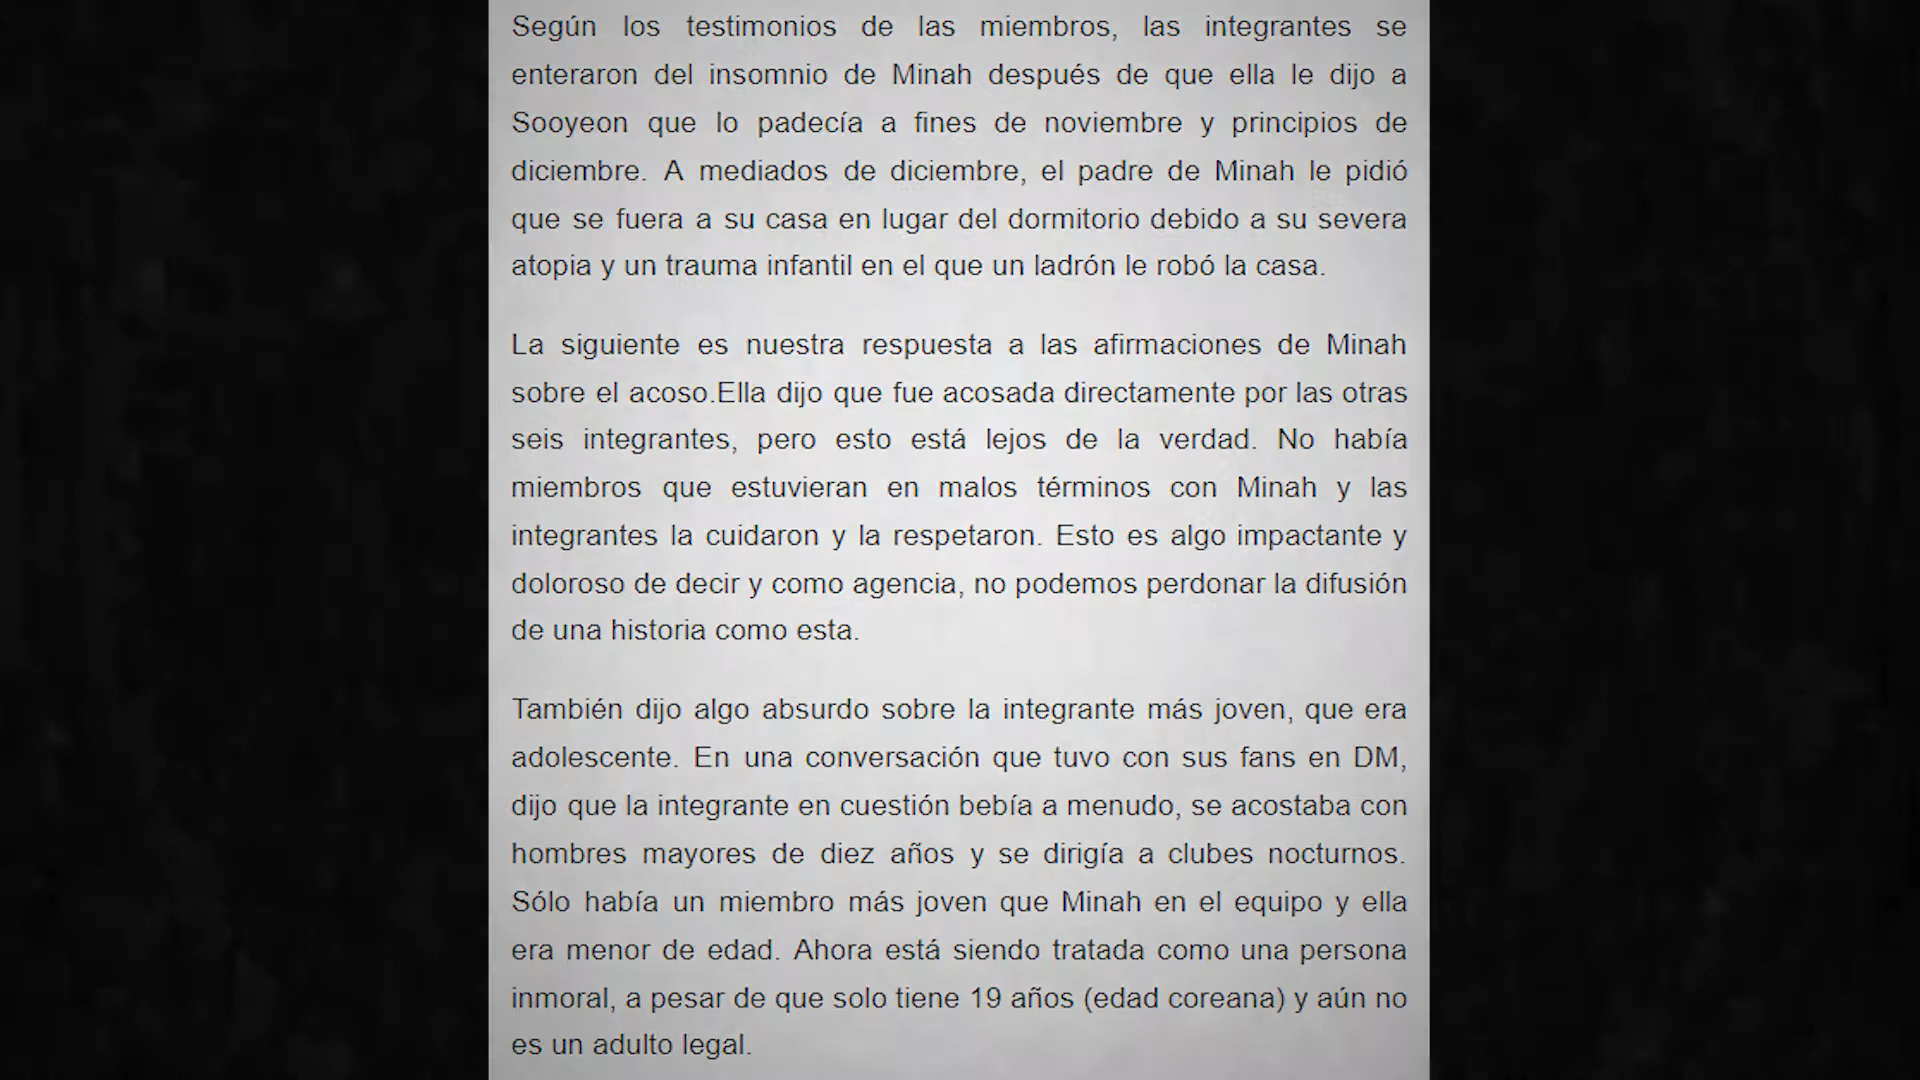 Según los testimonios de las miembros, las integrantes se
enteraron del insomnio de Minah después de que ella le dijo a
Sooyeon que lo padecía a fines de noviembre y principios de
diciembre. A mediados de diciembre, el padre de Minah le pidió
que se fuera a su casa en lugar del dormitorio debido a su severa
atopia y un trauma infantil en el que un ladrón le robó la casa.
La siguiente es nuestra respuesta a las afirmaciones de Minah
sobre el acoso.Ella dijo que fue acosada directamente por las otras
seis integrantes, pero esto está lejos de la verdad. No había
miembros que estuvieran en malos términos con Minah y las
integrantes la cuidaron y la respetaron. Esto es algo impactante y
doloroso de decir y como agencia, no podemos perdonar la difusión
de una historia como esta.
También dijo algo absurdo sobre la integrante más joven, que era
adolescente. En una conversación que tuvo con sus fans en DM,
dijo que la integrante en cuestión bebía a menudo, se acostaba con
hombres mayores de diez años y se dirigía a clubes nocturnos.
Sólo había un miembro más joven que Minah en el equipo y ella
era menor de edad. Ahora está siendo tratada como una persona
inmoral, a pesar de que solo tiene 19 años (edad coreana) y aún no
es un adulto legal.